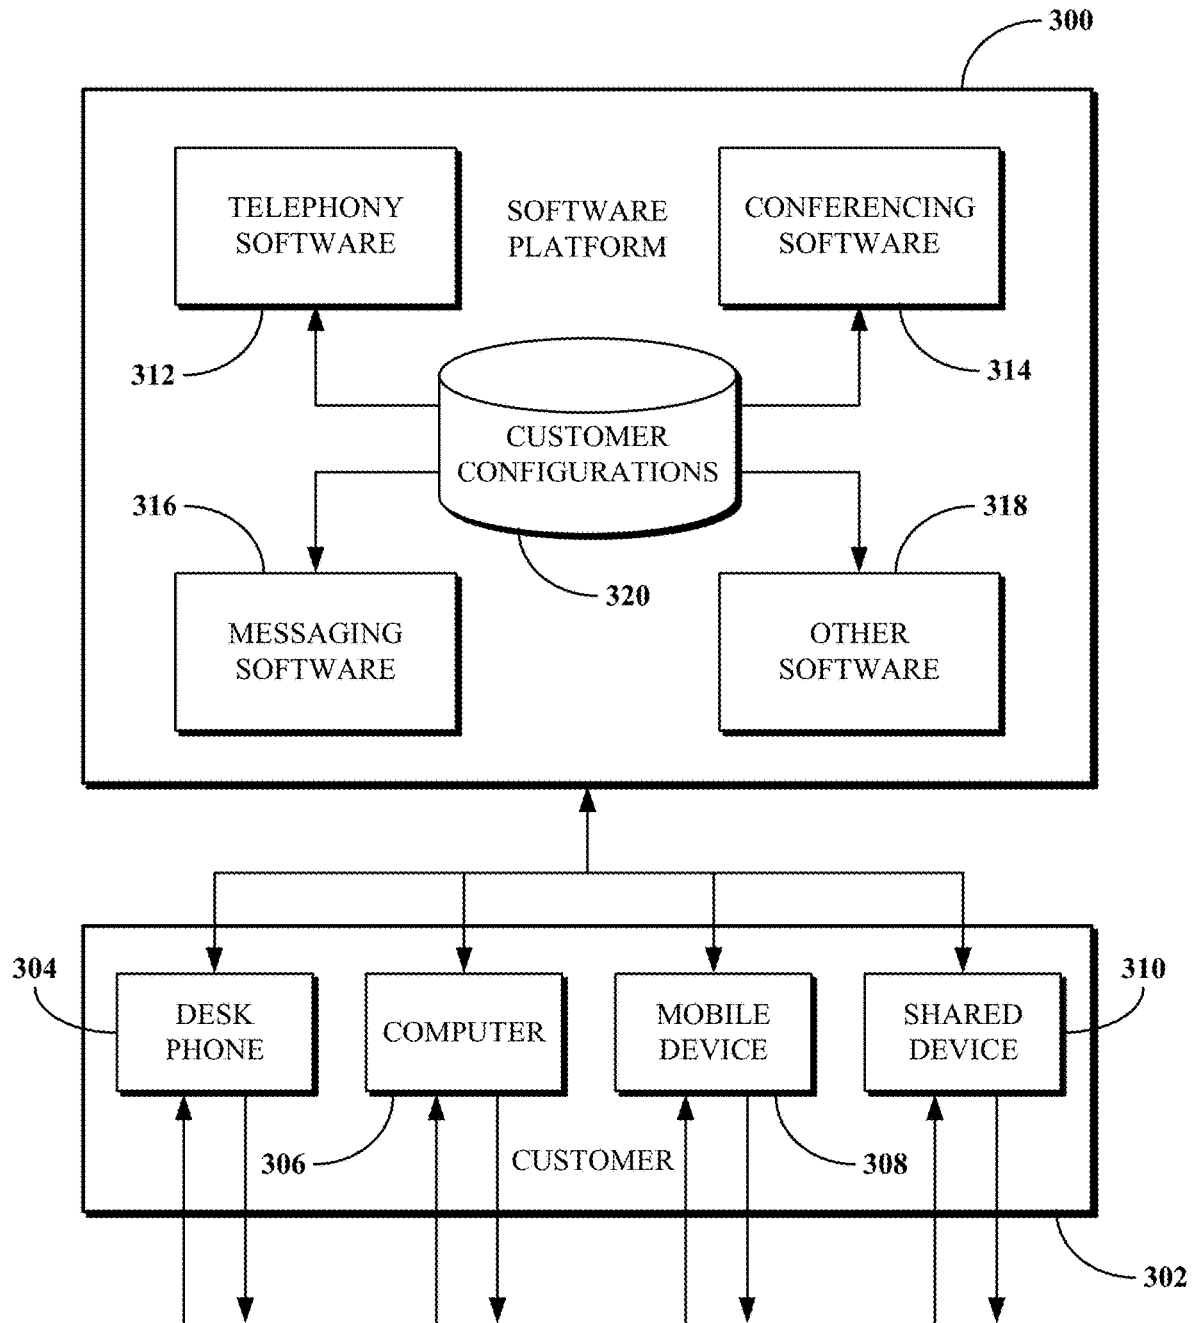 300
TELEPHONY
SOFTWARE
SOFTWARE
PLATFORM
CONFERENCING
SOFTWARE
312
314
CUSTOMER
CONFIGURATIONS
316
318
320
MESSAGING
SOFTWARE
OTHER
SOFTWARE
304
310
DESK
PHONE
COMPUTER
MOBILE
DEVICE
SHARED
DEVICE
306
CUSTOMER
308
302